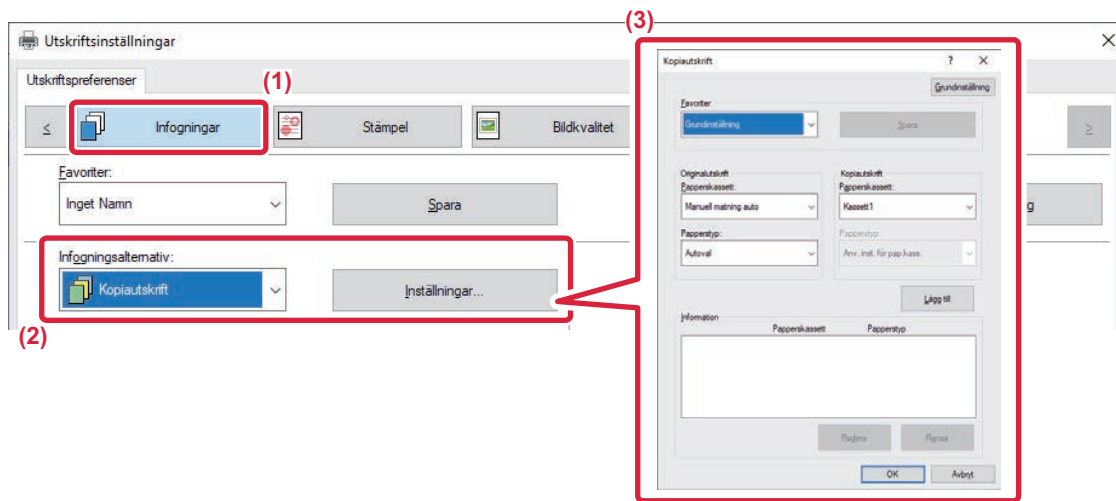 (3)
Utskriftsinställningar
Utskriftspreferenser
(1)
< Infogningar Stämpel Bildkvalitet >
Favoriter:
Inget Namn Spara g
Infogningsalternativ:
Kopiautskrift Inställningar...
(2)
Kopiautskrift ? X
Grundinställning
Favoriter
Grundinställning Spara
Originalutskrift Kopiautskrift
Papperskassett: Papperskassett:
Manuell matning auto Kassett1
Papperstyp: Papperstyp:
Autoval Anv. inst. för pap.kass.
Lägg till
Information
Papperskassett Papperstyp
Radera Rensa
OK Avbryt